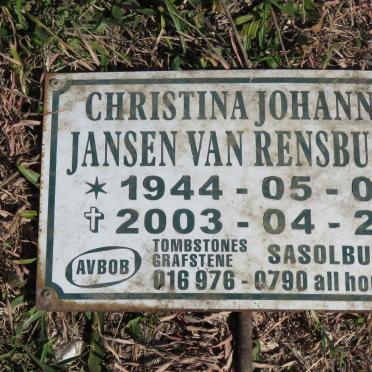 CHRISTINA JOHANN
JANSEN VAN RENSBU
* 1944 - 05 - 0
✝ 2003 - 04 - 2
AVBOB
TOMBSTONES
GRAFSTENE
SASOLBU
016 976 - 0790 all ho